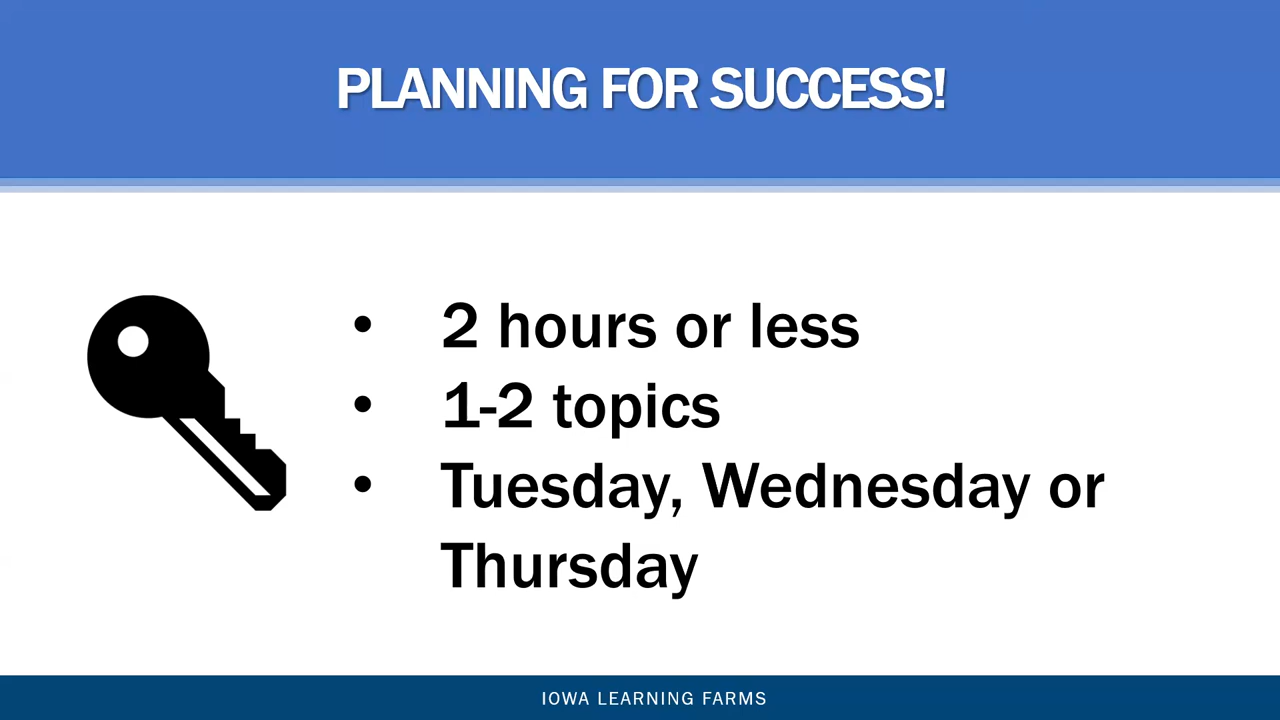 PLANNING FOR SUCCESS!
• 2 hours or less
• 1-2 topics
• Tuesday, Wednesday or
Thursday
IOWA LEARNING FARMS